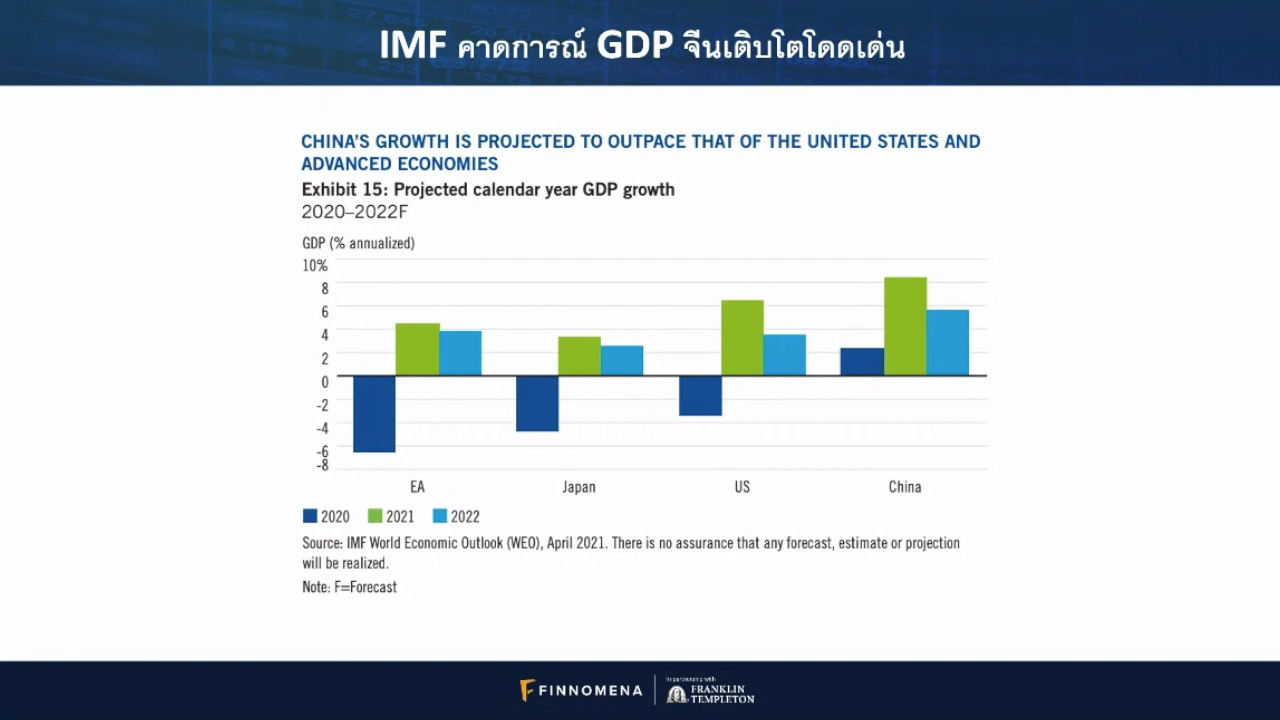 IMF คาดการณ์ GDP จีนเติบโตโดดเด่น
CHINA'S GROWTH IS PROJECTED TO OUTPACE THAT OF THE UNITED STATES AND
ADVANCED ECONOMIES
Exhibit 15: Projected calendar year GDP growth
2020–2022F
GDP (% annualized)
10%
8
6
4
2
0
-2
-4
-6
-8
EA Japan US China
2020 2021 2022
Source: IMF World Economic Outlook (WEO), April 2021. There is no assurance that any forecast, estimate or projection
will be realized.
Note: F=Forecast
FINNOMENA
In partnership with
FRANKLIN
TEMPLETON